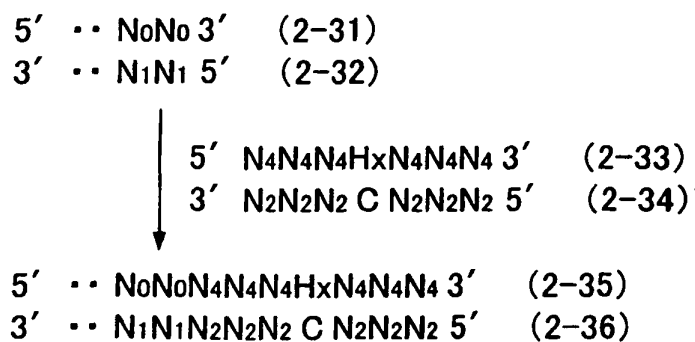 5′ ·· N0N0 3′ (2-31)
3′ ·· N1N1 5′ (2-32)
5′ N4N4N4HxN4N4N4 3′ (2-33)
3′ N2N2N2 C N2N2N2 5′ (2-34)
5′ ·· N0N0N4N4N4HxN4N4N4 3′ (2-35)
3′ ·· N1N1N2N2N2 C N2N2N2 5′ (2-36)